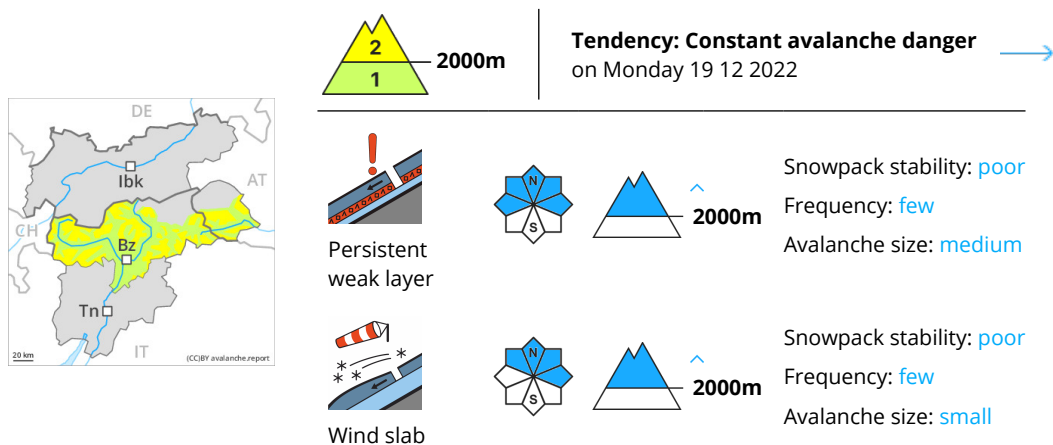 2
1
2000m
Tendency: Constant avalanche danger
on Monday 19 12 2022
DE
AT
Ibk
CH
Bz
Tn
IT
20 km
(CC)BY avalanche.report
Persistent
weak layer
N
S
2000m
Snowpack stability: poor
Frequency: few
Avalanche size: medium
Wind slab
N
S
2000m
Snowpack stability: poor
Frequency: few
Avalanche size: small